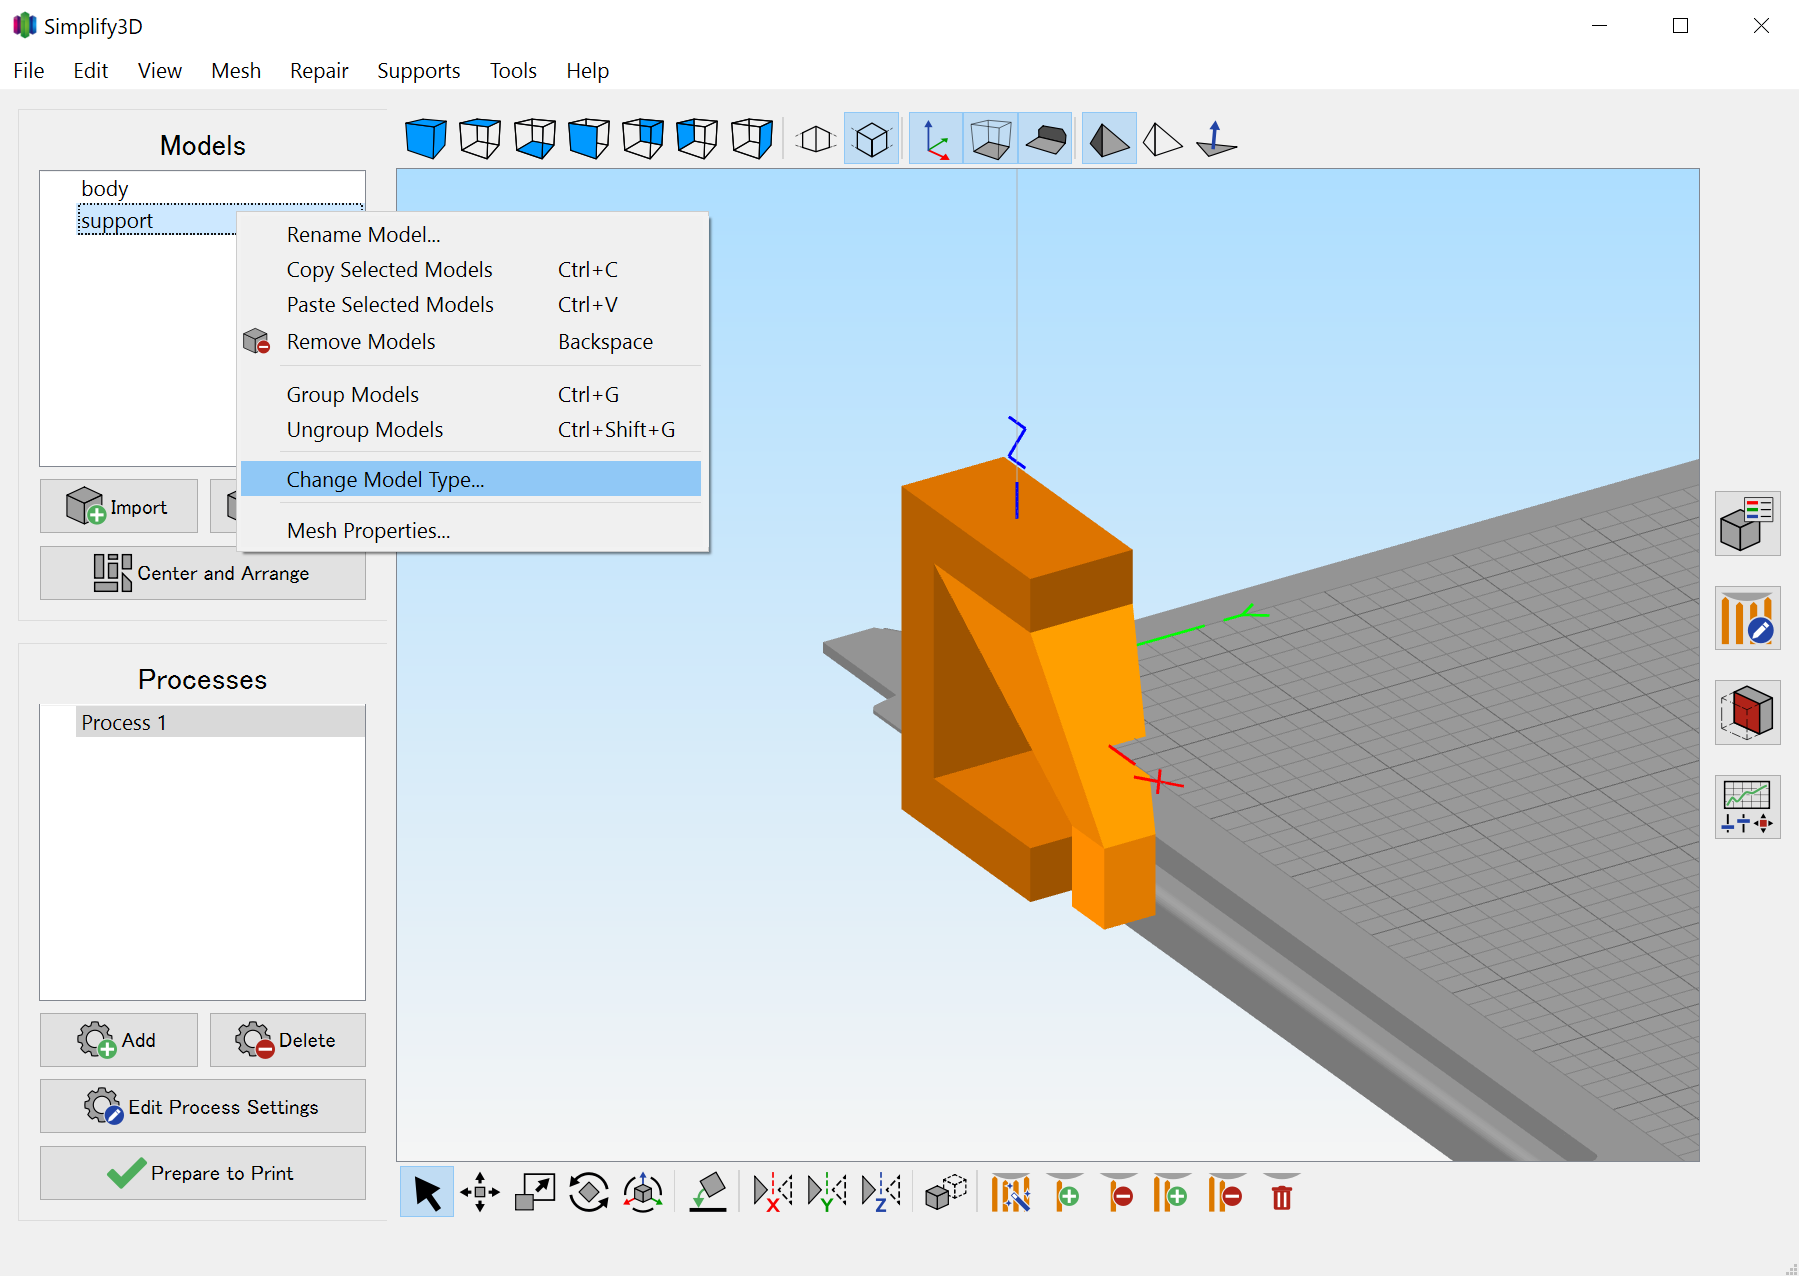 Simplify3D
File Edit View Mesh Repair Supports Tools Help
Models
body
support
Rename Model...
Copy Selected Models Ctrl+C
Paste Selected Models Ctrl+V
Remove Models Backspace
Group Models Ctrl+G
Ungroup Models Ctrl+Shift+G
Change Model Type...
Mesh Properties...
Import
Center and Arrange
Processes
Process 1
Add
Delete
Edit Process Settings
Prepare to Print
Z
Y
X
X
Y
Z